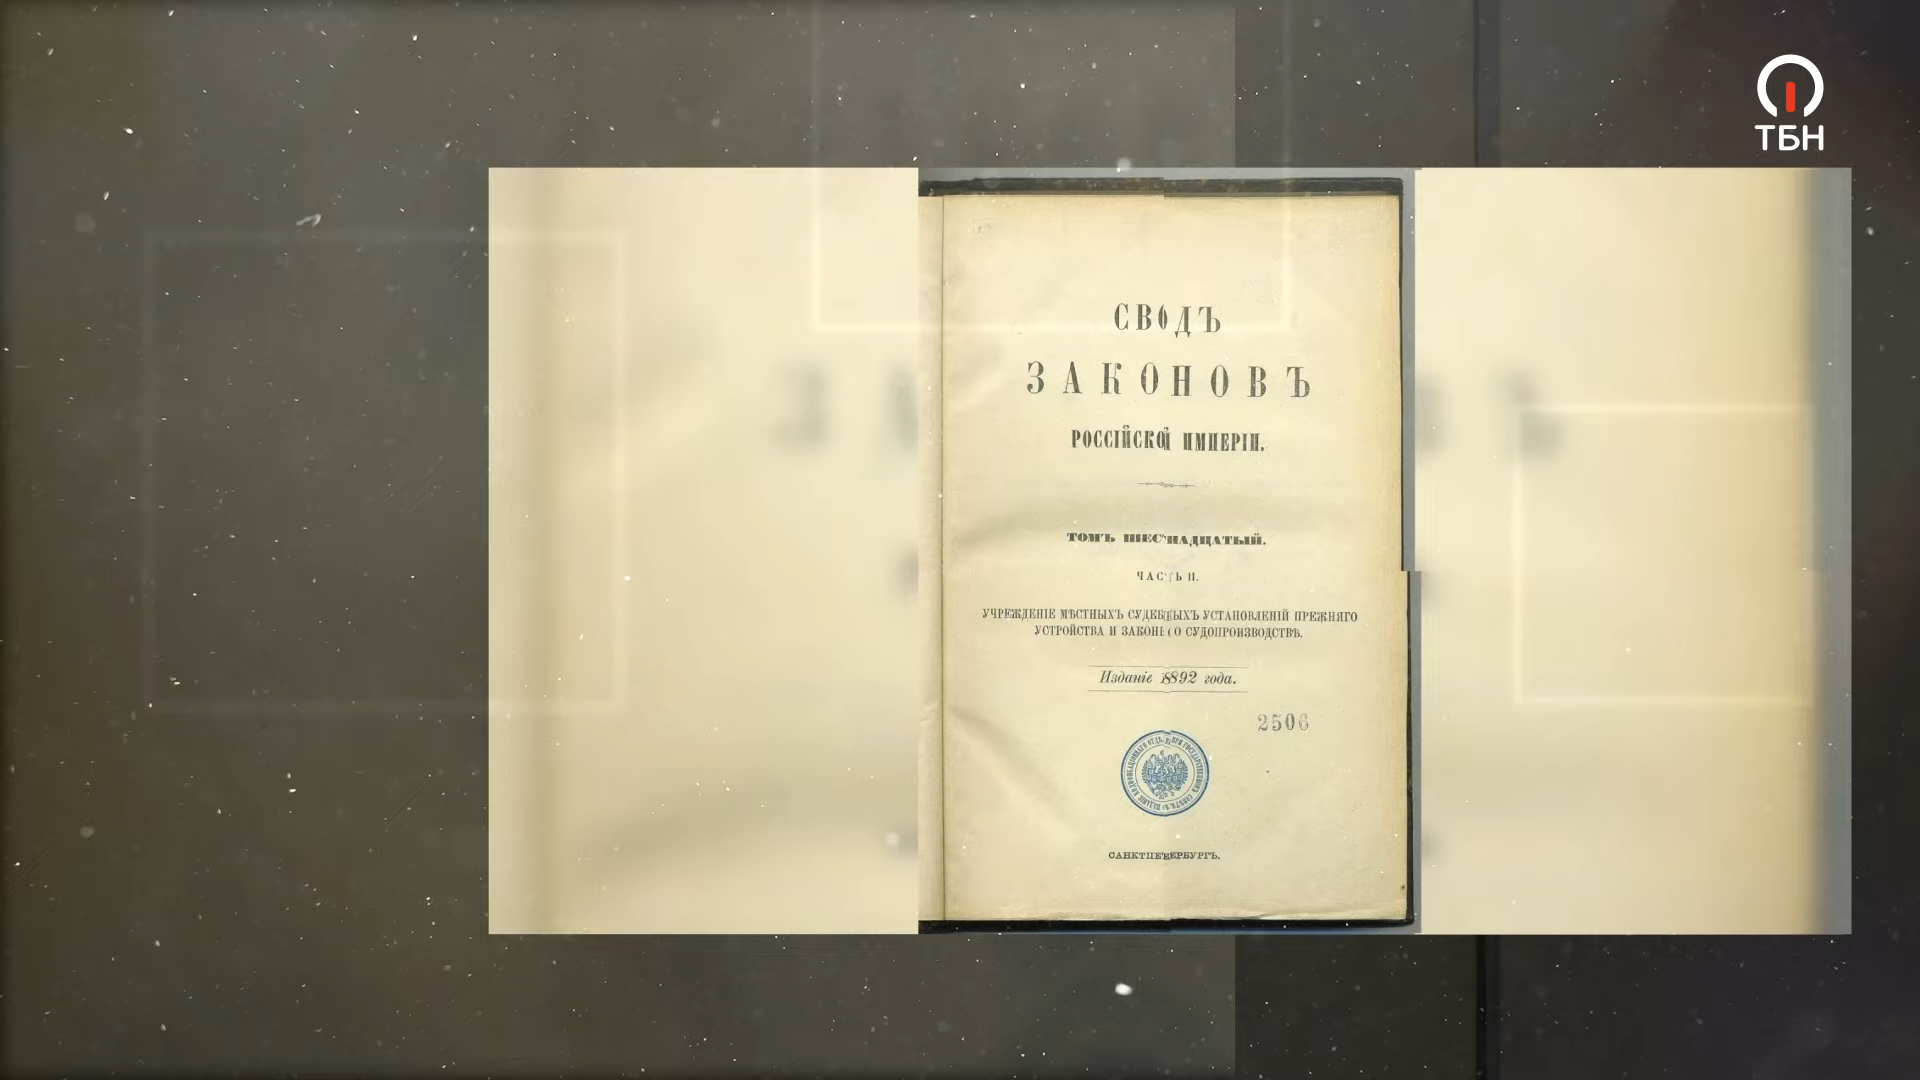 ТБН
СВОДЪ
ЗАКОНОВЪ
РОССІЙСКОЙ ИМПЕРІИ.
ТОМЪ ШЕСТНАДЦАТЫЙ.
ЧАСТЬ II.
УЧРЕЖДЕНІЕ МѢСТНЫХЪ СУДЕБНЫХЪ УСТАНОВЛЕНІЙ ПРЕЖНЯГО
УСТРОЙСТВА И ЗАКОНЫ О СУДОПРОИЗВОДСТВѢ.
Изданіе 1892 года.
2506
САНКТПЕТЕРБУРГЪ.